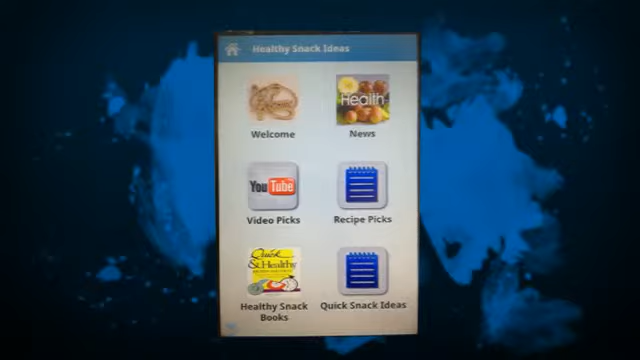 Healthy Snack Ideas
Health
Welcome
News
YouTube
Video Picks
Recipe Picks
Quick
& Healthy
Healthy Snack
Books
Quick Snack Ideas